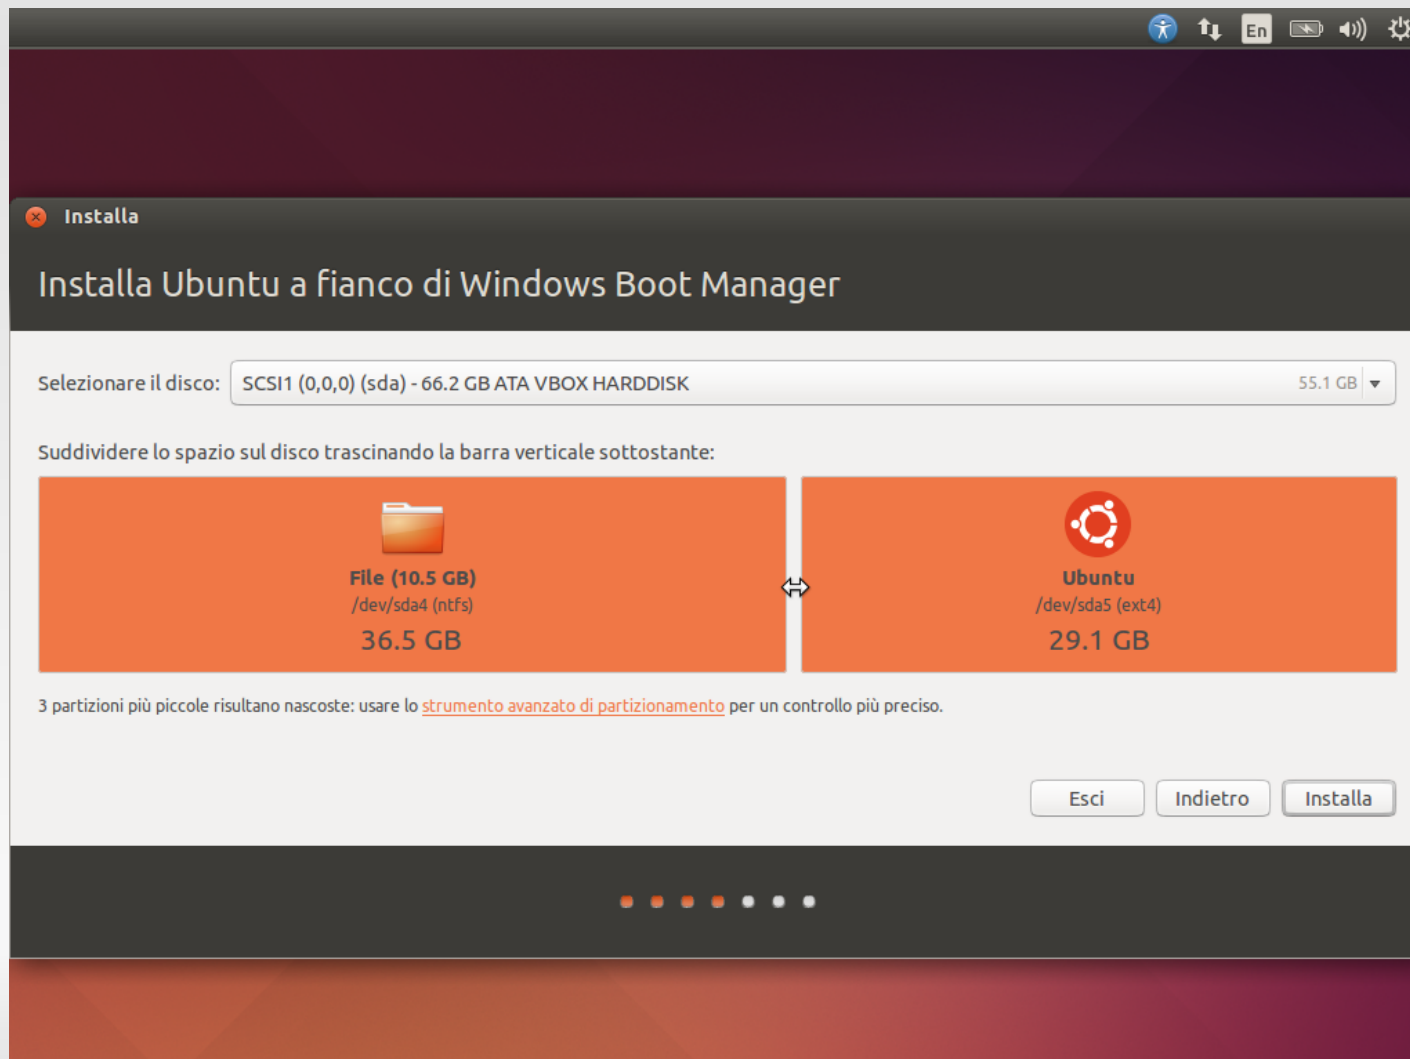 En
Installa
Installa Ubuntu a fianco di Windows Boot Manager
Selezionare il disco: SCSI1 (0,0,0) (sda) - 66.2 GB ATA VBOX HARDDISK 55.1 GB
Suddividere lo spazio sul disco trascinando la barra verticale sottostante:
File (10.5 GB)
/dev/sda4 (ntfs)
36.5 GB
Ubuntu
/dev/sda5 (ext4)
29.1 GB
3 partizioni più piccole risultano nascoste: usare lo strumento avanzato di partizionamento per un controllo più preciso.
Esci Indietro Installa